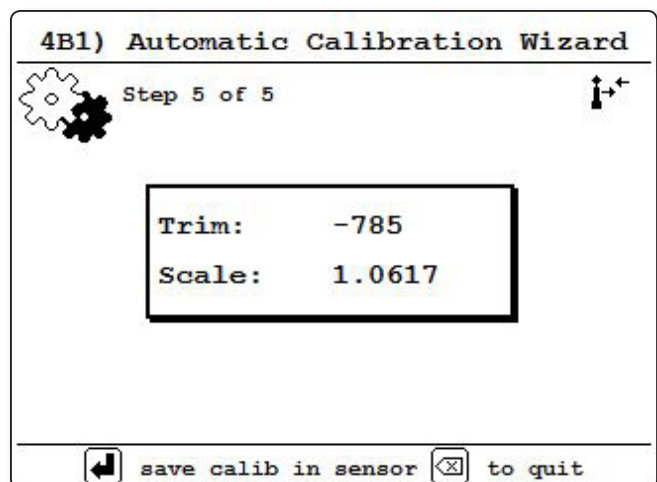 4B1) Automatic Calibration Wizard
Step 5 of 5
Trim: -785
Scale: 1.0617
save calib in sensor to quit